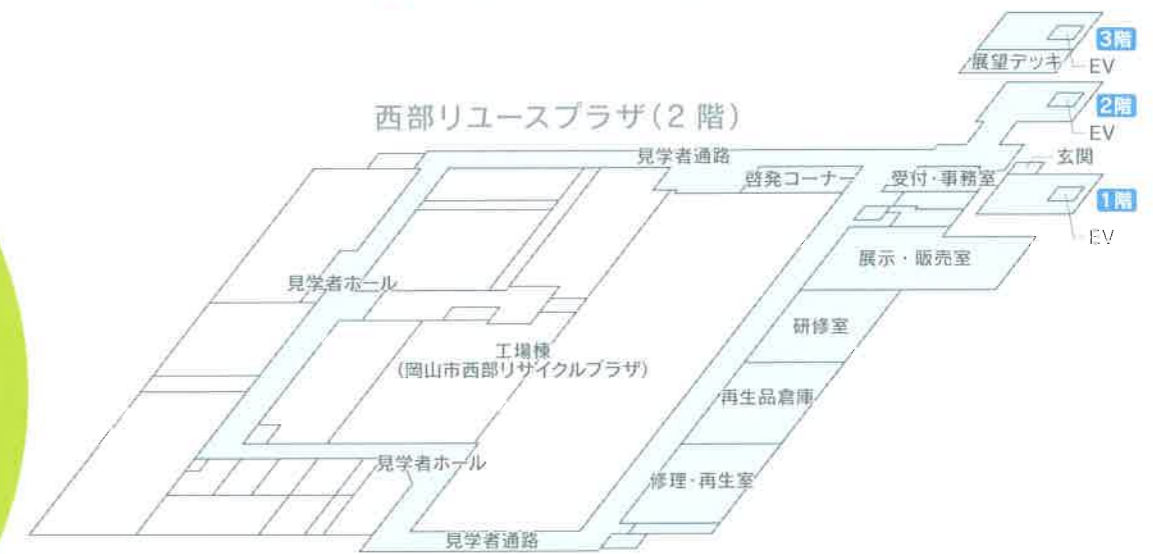 3階
展望デッキ
EV
西部リユースプラザ(2 階)
2階
EV
見学者通路
玄関
啓発コーナー
受付・事務室
1階
EV
展示・販売室
見学者ホール
研修室
工場棟
(岡山市西部リサイクルプラザ)
再生品倉庫
見学者ホール
修理・再生室
見学者通路